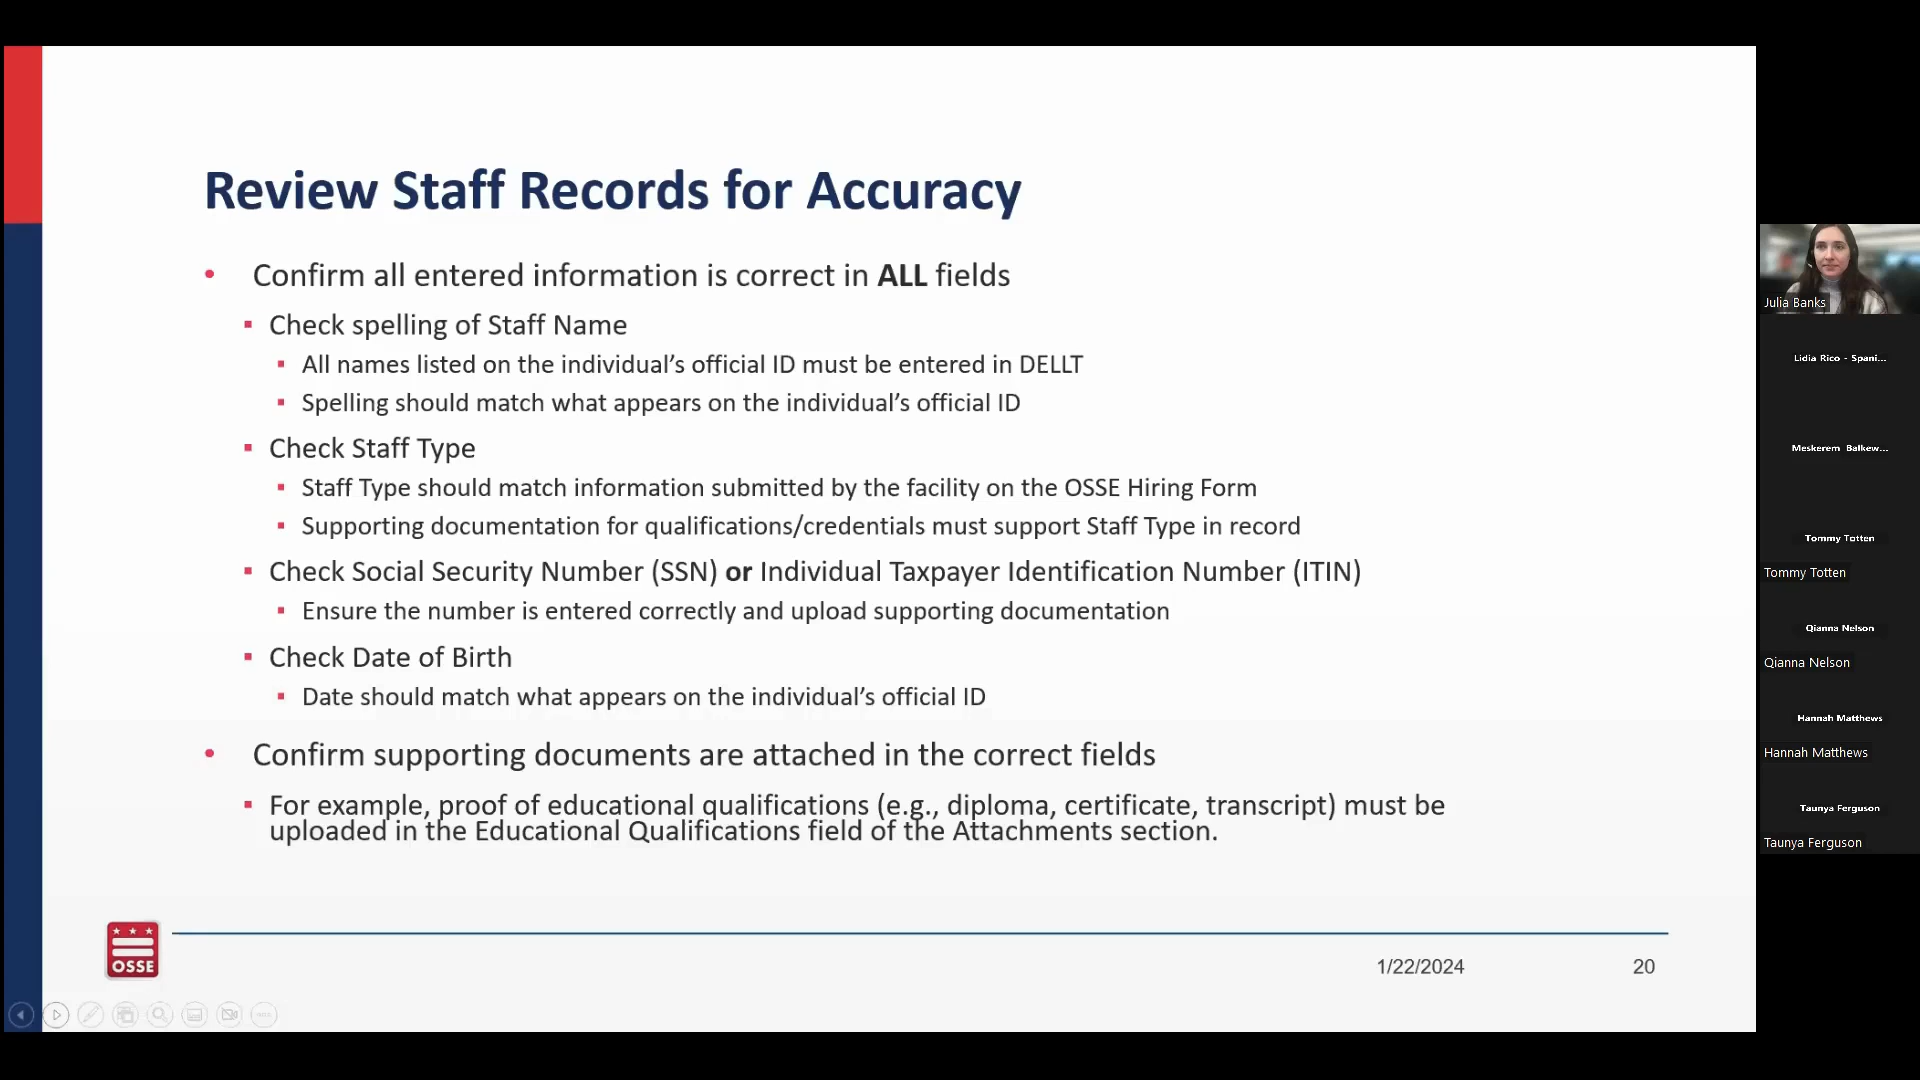 Review Staff Records for Accuracy
• Confirm all entered information is correct in ALL fields
▪ Check spelling of Staff Name
▪ All names listed on the individual’s official ID must be entered in DELLT
▪ Spelling should match what appears on the individual’s official ID
▪ Check Staff Type
▪ Staff Type should match information submitted by the facility on the OSSE Hiring Form
▪ Supporting documentation for qualifications/credentials must support Staff Type in record
▪ Check Social Security Number (SSN) or Individual Taxpayer Identification Number (ITIN)
▪ Ensure the number is entered correctly and upload supporting documentation
▪ Check Date of Birth
▪ Date should match what appears on the individual’s official ID
• Confirm supporting documents are attached in the correct fields
▪ For example, proof of educational qualifications (e.g., diploma, certificate, transcript) must be
uploaded in the Educational Qualifications field of the Attachments section.
OSSE
1/22/2024
20
Julia Banks
Lidia Rico - Spani...
Meskerem Balkew...
Tommy Totten
Tommy Totten
Qianna Nelson
Qianna Nelson
Hannah Matthews
Hannah Matthews
Taunya Ferguson
Taunya Ferguson